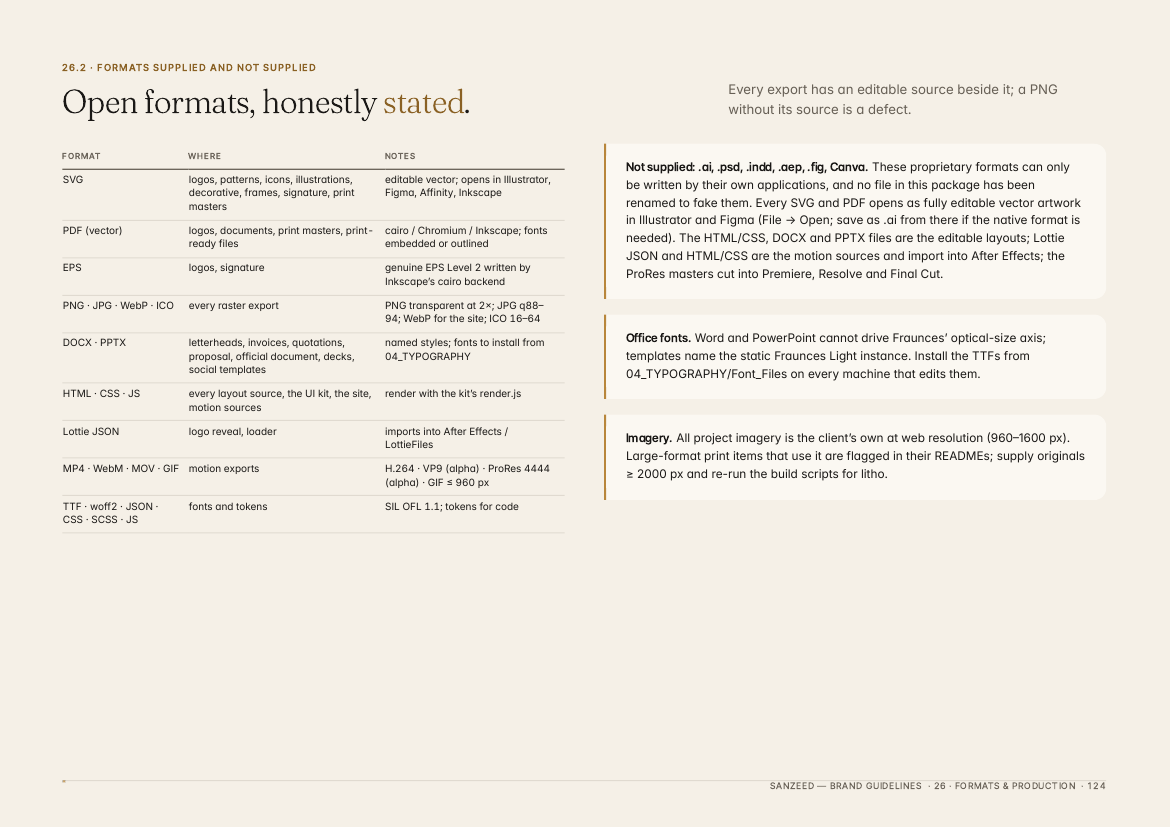 26.2 · FORMATS SUPPLIED AND NOT SUPPLIED
Open formats, honestly stated.
Every export has an editable source beside it; a PNG
without its source is a defect.
FORMAT WHERE NOTES
SVG logos, patterns, icons, illustrations, editable vector; opens in Illustrator,
decorative, frames, signature, print Figma, Affinity, Inkscape
masters
PDF (vector) logos, documents, print masters, print- cairo / Chromium / Inkscape; fonts
ready files embedded or outlined
EPS logos, signature genuine EPS Level 2 written by
Inkscape's cairo backend
PNG · JPG · WebP · ICO every raster export PNG transparent at 2×; JPG q88–
94; WebP for the site; ICO 16–64
DOCX · PPTX letterheads, invoices, quotations, named styles; fonts to install from
proposal, official document, decks, 04_TYPOGRAPHY
social templates
HTML · CSS · JS every layout source, the UI kit, the site, render with the kit's render.js
motion sources
Lottie JSON logo reveal, loader imports into After Effects /
LottieFiles
MP4 · WebM · MOV · GIF motion exports H.264 · VP9 (alpha) · ProRes 4444
(alpha) · GIF ≤ 960 px
TTF · woff2 · JSON · fonts and tokens SIL OFL 1.1; tokens for code
CSS · SCSS · JS
Not supplied: .ai, .psd, .indd, .aep, .fig, Canva. These proprietary formats can only
be written by their own applications, and no file in this package has been
renamed to fake them. Every SVG and PDF opens as fully editable vector artwork
in Illustrator and Figma (File → Open; save as .ai from there if the native format is
needed). The HTML/CSS, DOCX and PPTX files are the editable layouts; Lottie
JSON and HTML/CSS are the motion sources and import into After Effects; the
ProRes masters cut into Premiere, Resolve and Final Cut.
Office fonts. Word and PowerPoint cannot drive Fraunces' optical-size axis;
templates name the static Fraunces Light instance. Install the TTFs from
04_TYPOGRAPHY/Font_Files on every machine that edits them.
Imagery. All project imagery is the client's own at web resolution (960–1600 px).
Large-format print items that use it are flagged in their READMEs; supply originals
≥ 2000 px and re-run the build scripts for litho.
SANZEED — BRAND GUIDELINES · 26 · FORMATS & PRODUCTION · 124